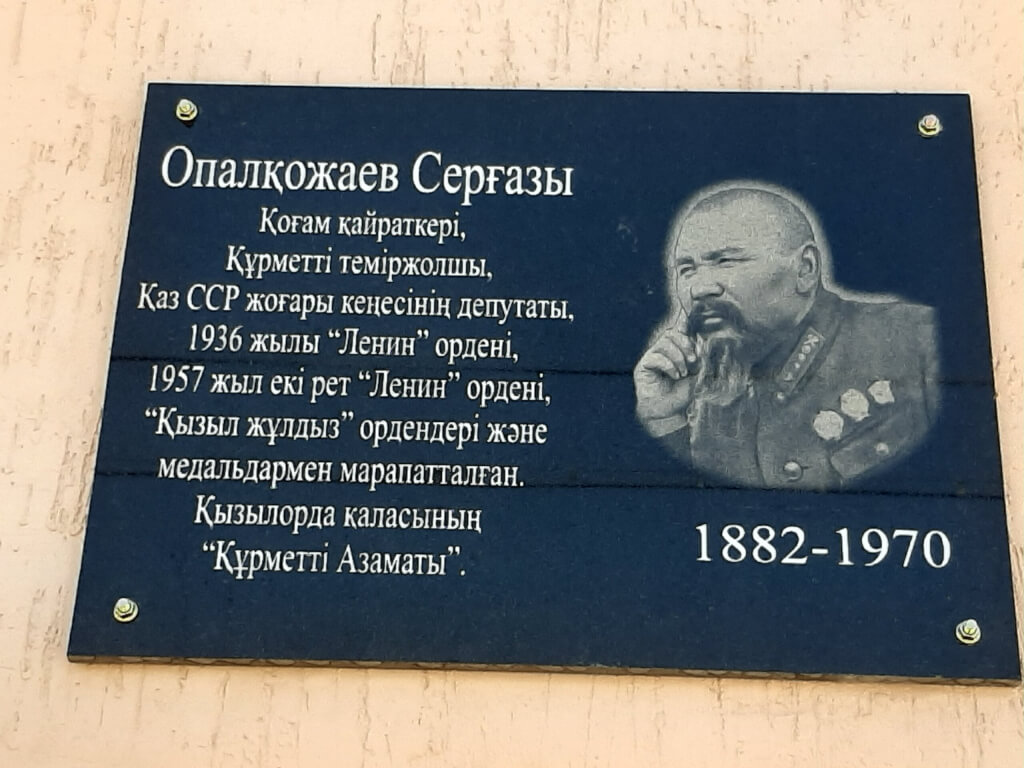 Опалқожаев Серғазы
Қоғам қайраткері,
Құрметті теміржолшы,
Қаз ССР жоғары кеңесінің депутаты,
1936 жылы “Ленин” ордені,
1957 жыл екі рет “Ленин” ордені,
“Қызыл жұлдыз” ордендері және
медальдармен марапатталған.
Қызылорда қаласының
“Құрметті Азаматы”.
1882-1970